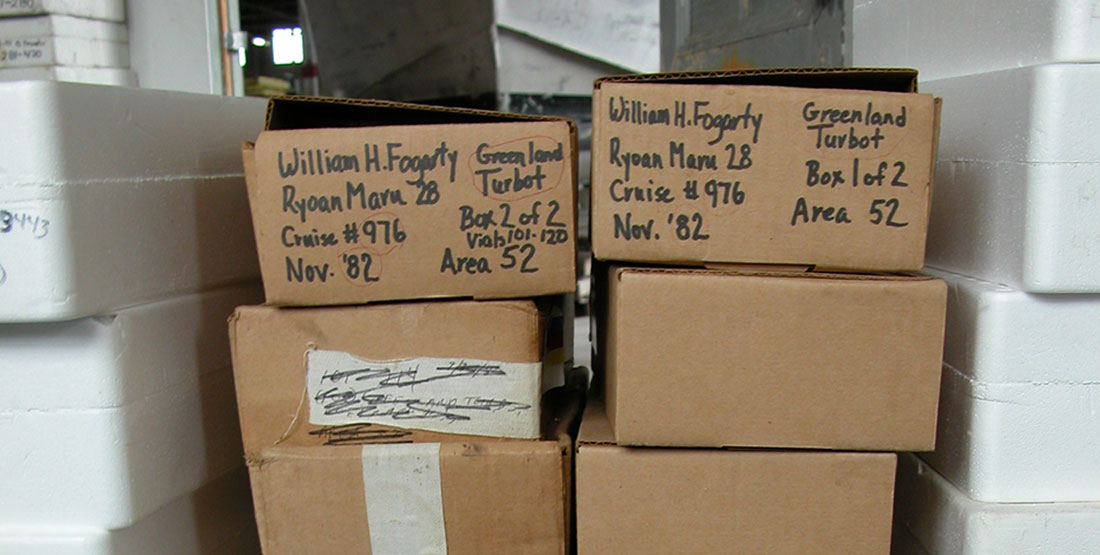 William H. Fogarty
Ryoan Maru 28
Cruise # 976
Nov. '82
Greenland
Turbot
Box 2 of 2
Vials 101-120
Area 52
William H. Fogarty
Ryoan Maru 28
Cruise # 976
Nov. '82
Greenland
Turbot
Box 1 of 2
Area 52